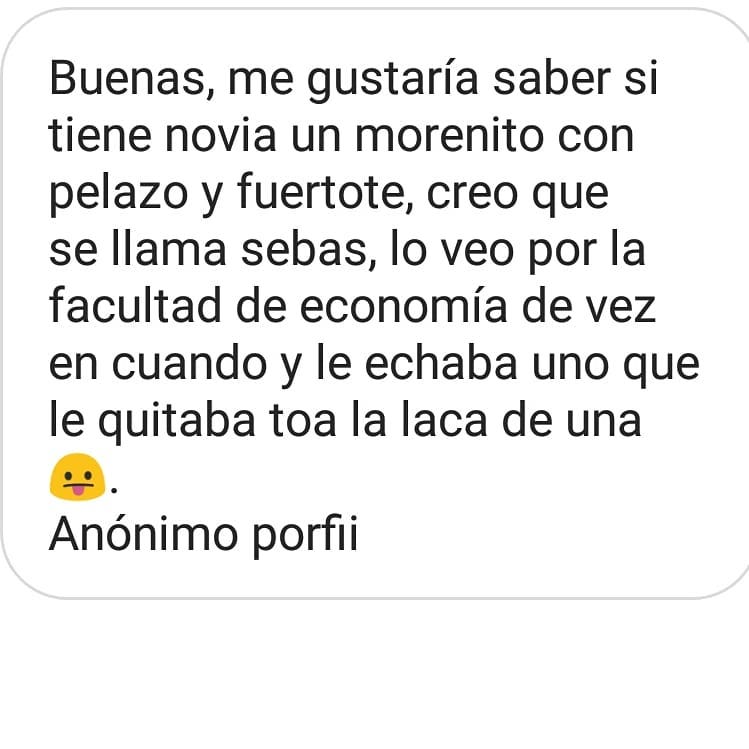 Buenas, me gustaría saber si
tiene novia un morenito con
pelazo y fuertote, creo que
se llama sebas, lo veo por la
facultad de economía de vez
en cuando y le echaba uno que
le quitaba toa la laca de una
😛.
Anónimo porfii